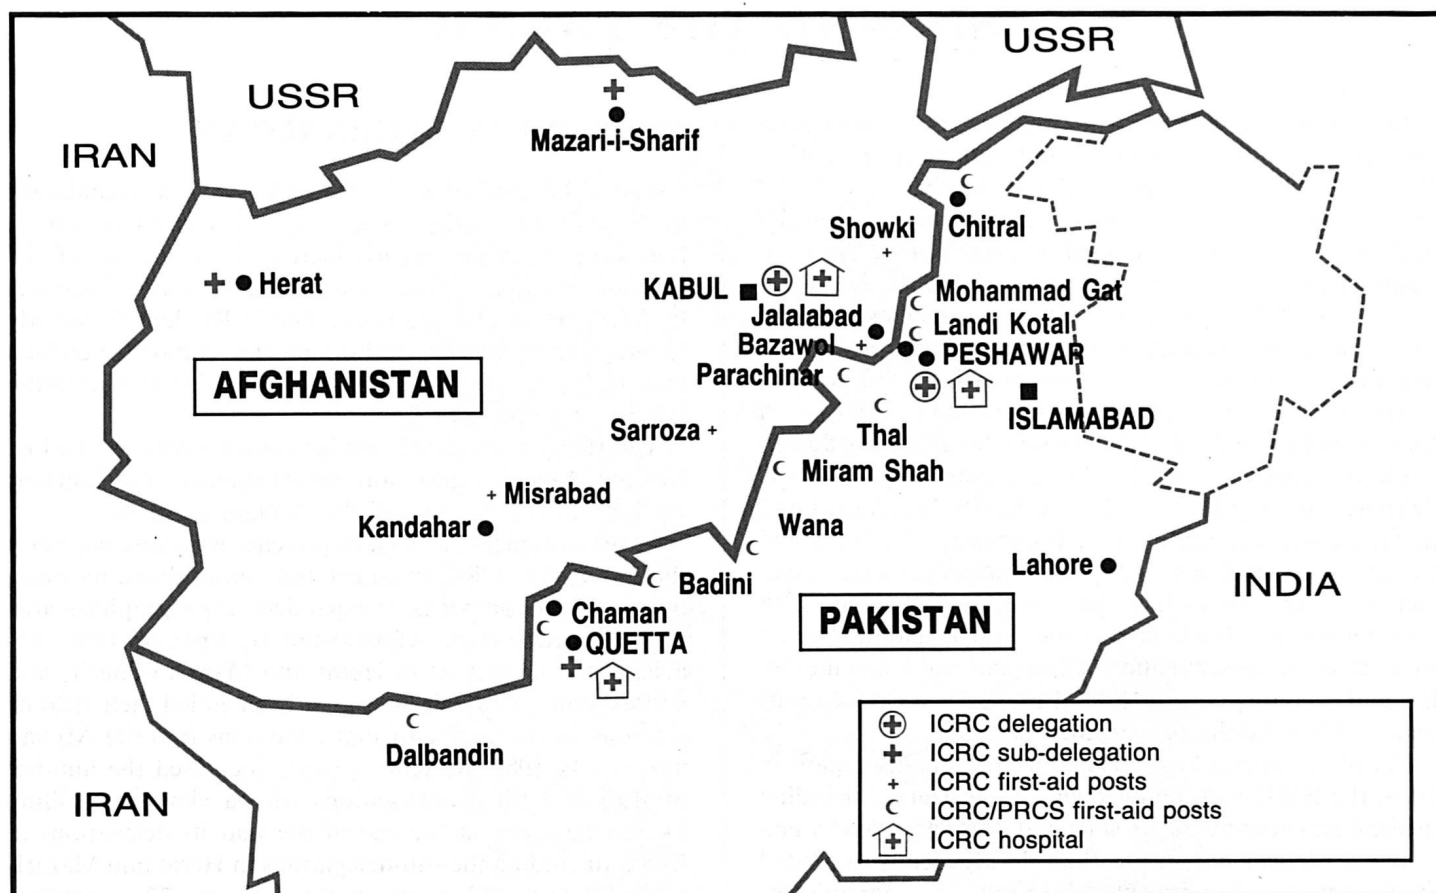 USSR
USSR
IRAN
Mazari-i-Sharif
Chitral
Showki
Herat
KABUL
Mohammad Gat
Jalalabad
Landi Kotal
Bazawol
PESHAWAR
Parachinar
AFGHANISTAN
ISLAMABAD
Sarroza
Thal
Miram Shah
Misrabad
Kandahar
Wana
Lahore
INDIA
Badini
Chaman
PAKISTAN
QUETTA
Dalbandin
IRAN
ICRC delegation
ICRC sub-delegation
ICRC first-aid posts
ICRC/PRCS first-aid posts
ICRC hospital